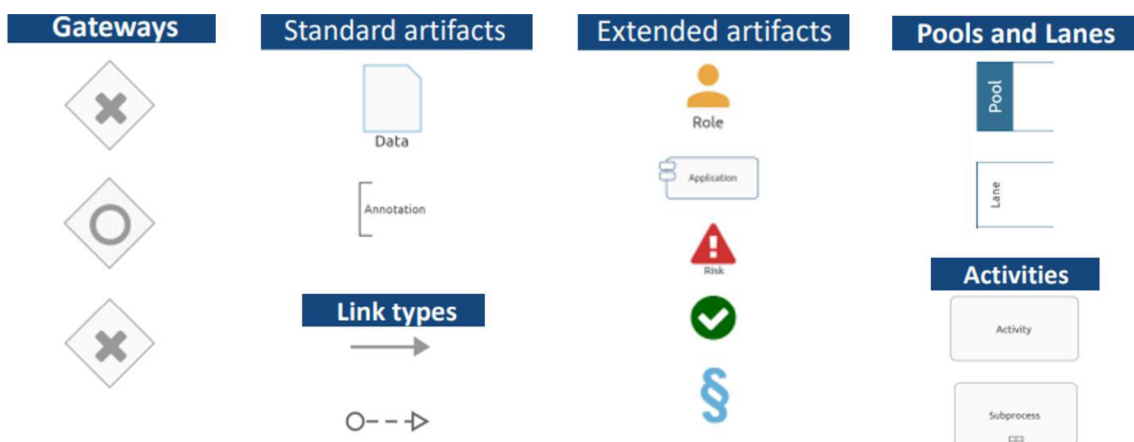 Gateways
Standard artifacts
Data
Annotation
Link types
Extended artifacts
Role
Application
Risk
§
Pools and Lanes
Pool
Lane
Activities
Activity
Subprocess